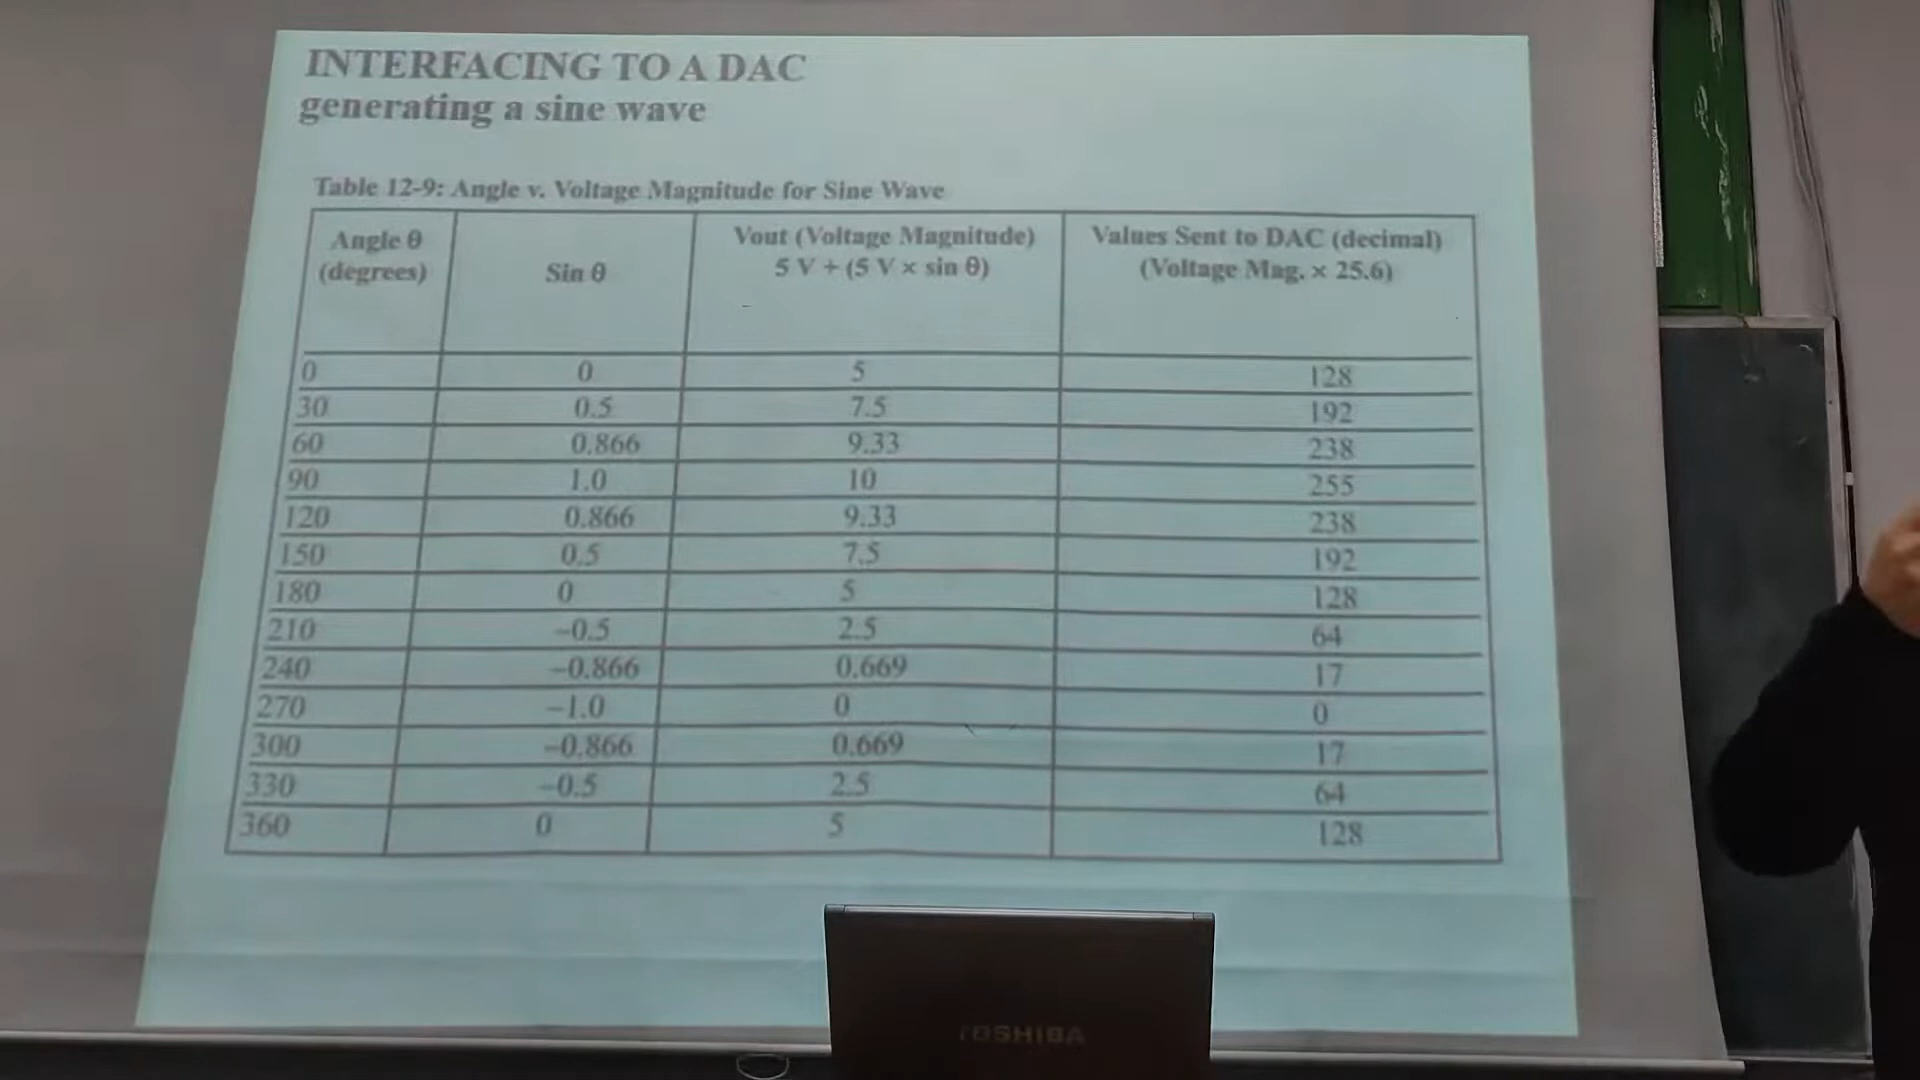 INTERFACING TO A DAC
generating a sine wave
Table 12-9: Angle v. Voltage Magnitude for Sine Wave
Angle θ (degrees) Sin θ Vout (Voltage Magnitude) 5 V + (5 V × sin θ) Values Sent to DAC (decimal) (Voltage Mag. × 25.6)
0 0 5 128
30 0.5 7.5 192
60 0.866 9.33 238
90 1.0 10 255
120 0.866 9.33 238
150 0.5 7.5 192
180 0 5 128
210 –0.5 2.5 64
240 –0.866 0.669 17
270 –1.0 0 0
300 –0.866 0.669 17
330 –0.5 2.5 64
360 0 5 128
TOSHIBA